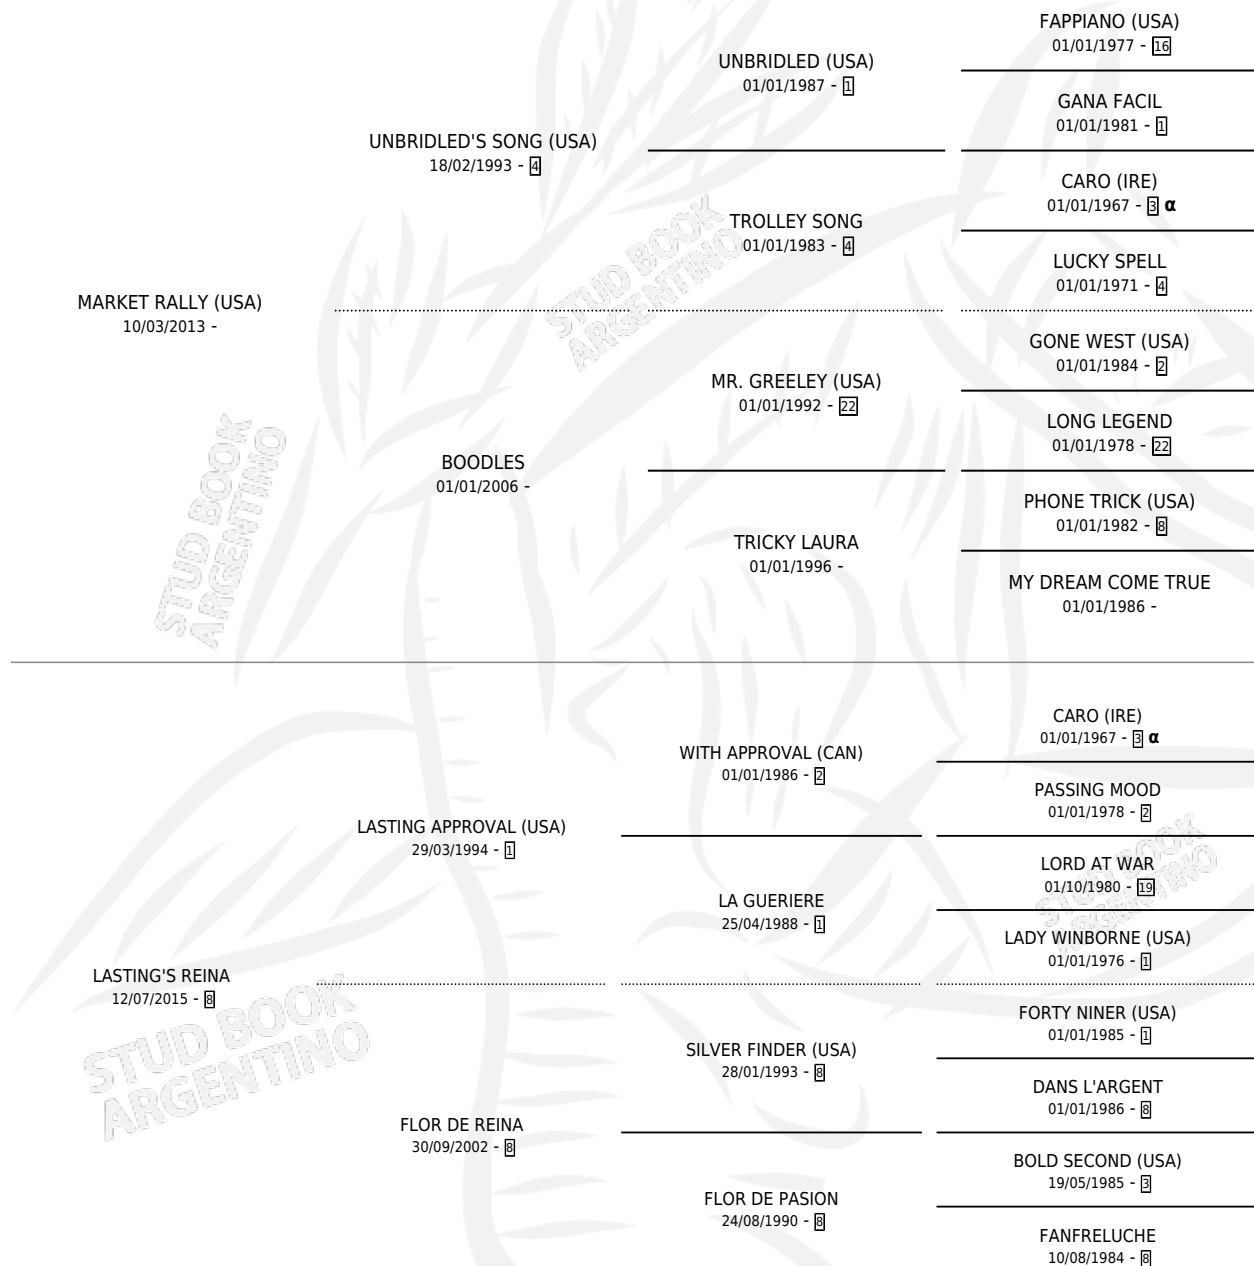 FAPPIANO (USA)
01/01/1977 - 16
UNBRIDLED (USA)
01/01/1987 - 1
GANA FACIL
01/01/1981 - 1
UNBRIDLED'S SONG (USA)
18/02/1993 - 4
CARO (IRE)
01/01/1967 - 3 α
TROLLEY SONG
01/01/1983 - 4
LUCKY SPELL
01/01/1971 - 4
MARKET RALLY (USA)
10/03/2013 -
GONE WEST (USA)
01/01/1984 - 2
MR. GREELEY (USA)
01/01/1992 - 22
LONG LEGEND
01/01/1978 - 22
BOODLES
01/01/2006 -
PHONE TRICK (USA)
01/01/1982 - 8
TRICKY LAURA
01/01/1996 -
MY DREAM COME TRUE
01/01/1986 -
CARO (IRE)
01/01/1967 - 3 α
WITH APPROVAL (CAN)
01/01/1986 - 2
PASSING MOOD
01/01/1978 - 2
LASTING APPROVAL (USA)
29/03/1994 - 1
LORD AT WAR
01/10/1980 - 19
LA GUERIERE
25/04/1988 - 1
LADY WINBORNE (USA)
01/01/1976 - 1
LASTING'S REINA
12/07/2015 - 8
FORTY NINER (USA)
01/01/1985 - 1
SILVER FINDER (USA)
28/01/1993 - 8
DANS L'ARGENT
01/01/1986 - 8
FLOR DE REINA
30/09/2002 - 8
BOLD SECOND (USA)
19/05/1985 - 3
FLOR DE PASION
24/08/1990 - 8
FANFRELUCHE
10/08/1984 - 8
STUD BOOK
ARGENTINO
STUD BOOK
ARGENTINO
STUD BOOK
ARGENTINO
STUD BOOK
ARGENTINO